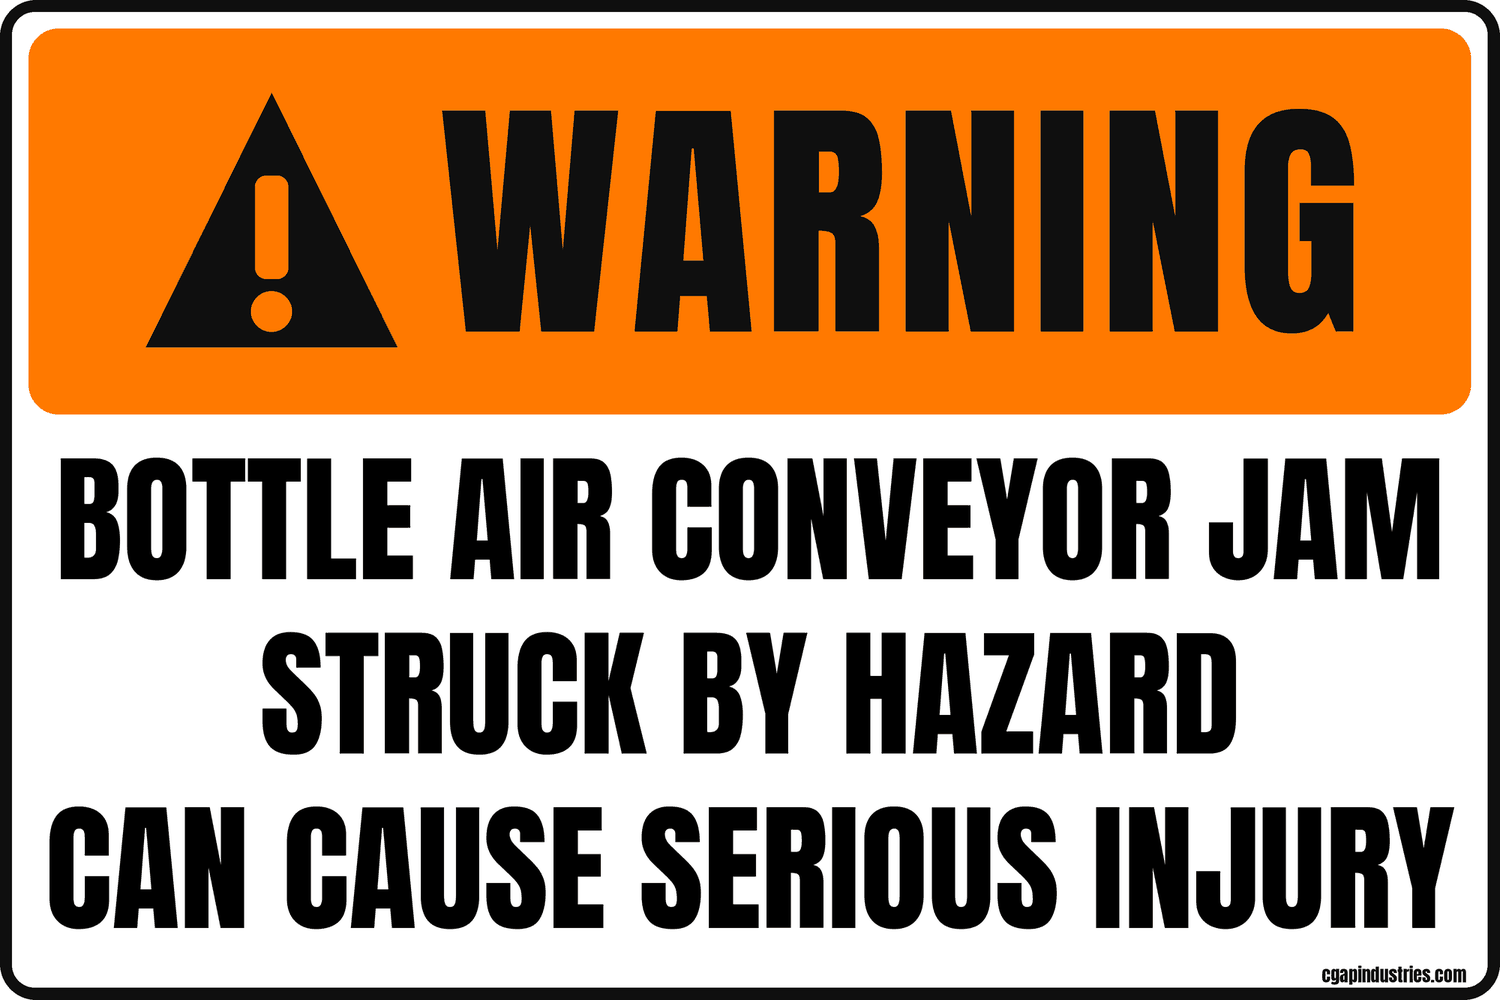 WARNING
BOTTLE AIR CONVEYOR JAM
STRUCK BY HAZARD
CAN CAUSE SERIOUS INJURY
cgapindustries.com